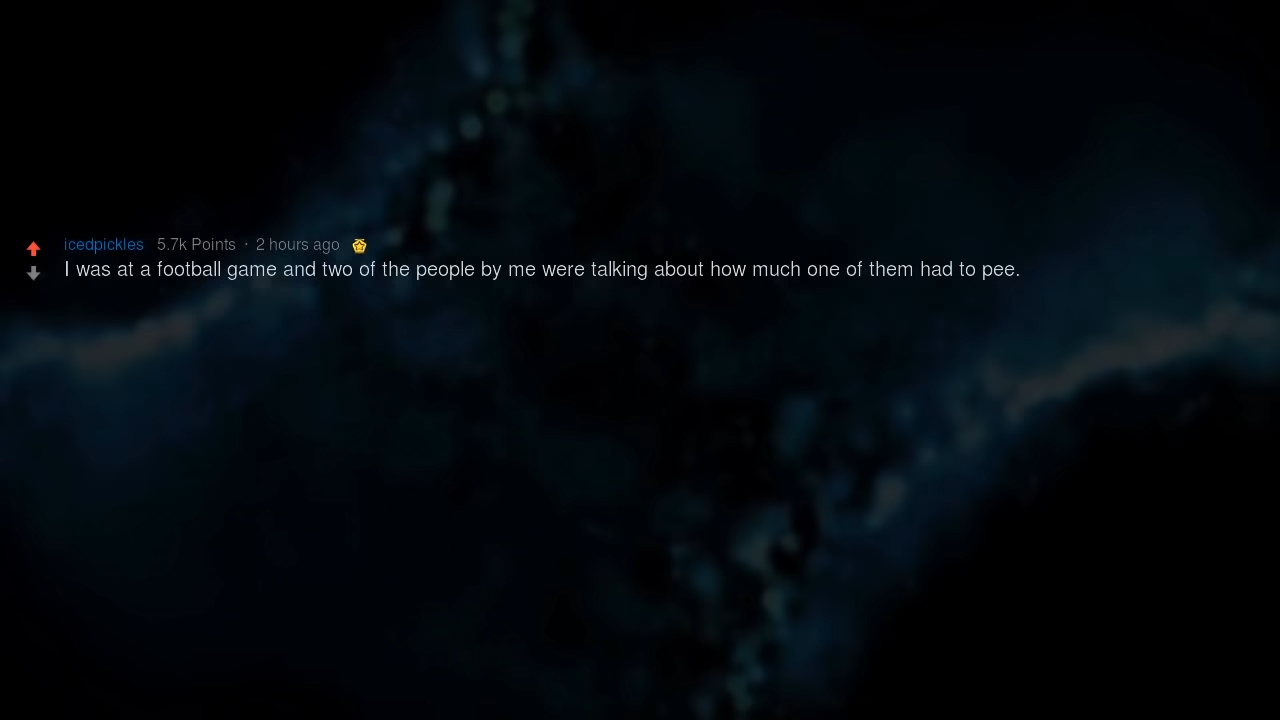 icedpickles 5.7k Points · 2 hours ago
I was at a football game and two of the people by me were talking about how much one of them had to pee.